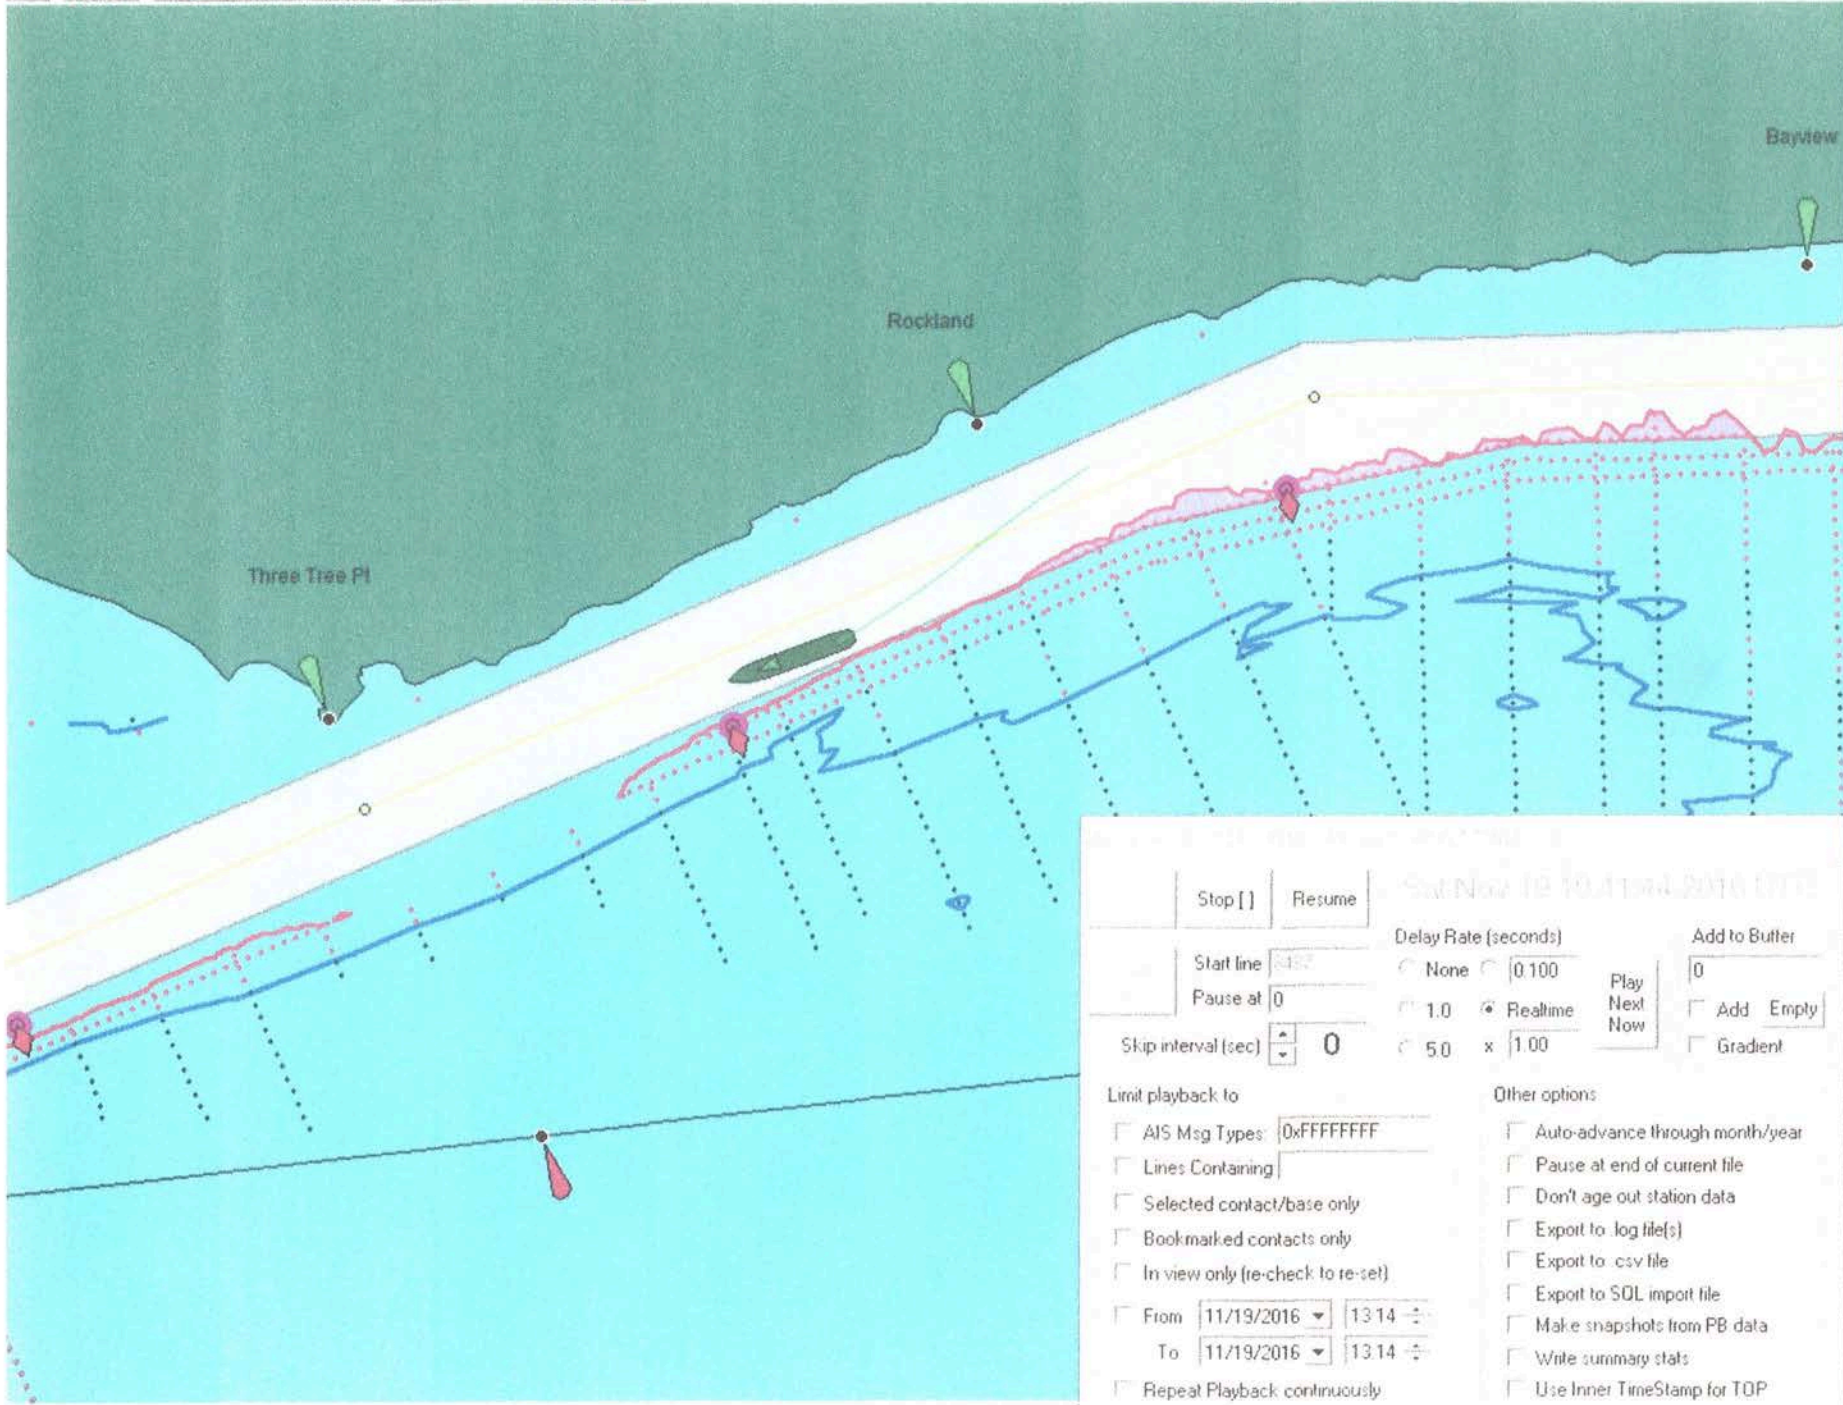 Bayview
Rockland
Three Tree Pt
Stop [ ] Resume
Delay Rate (seconds)
Add to Buffer
Start line
None 0.100
0
Pause at 0
Play Next Now
1.0 Realtime
Add Empty
Skip interval (sec) 0
5.0 x 1.00
Gradient
Limit playback to
AIS Msg Types: 0xFFFFFFFF
Lines Containing
Selected contact/base only
Bookmarked contacts only
In view only (re-check to re-set)
From 11/19/2016 13:14
To 11/19/2016 13:14
Repeat Playback continuously
Other options
Auto-advance through month/year
Pause at end of current file
Don't age out station data
Export to .log file(s)
Export to .csv file
Export to SQL import file
Make snapshots from PB data
Write summary stats
Use Inner TimeStamp for TOP